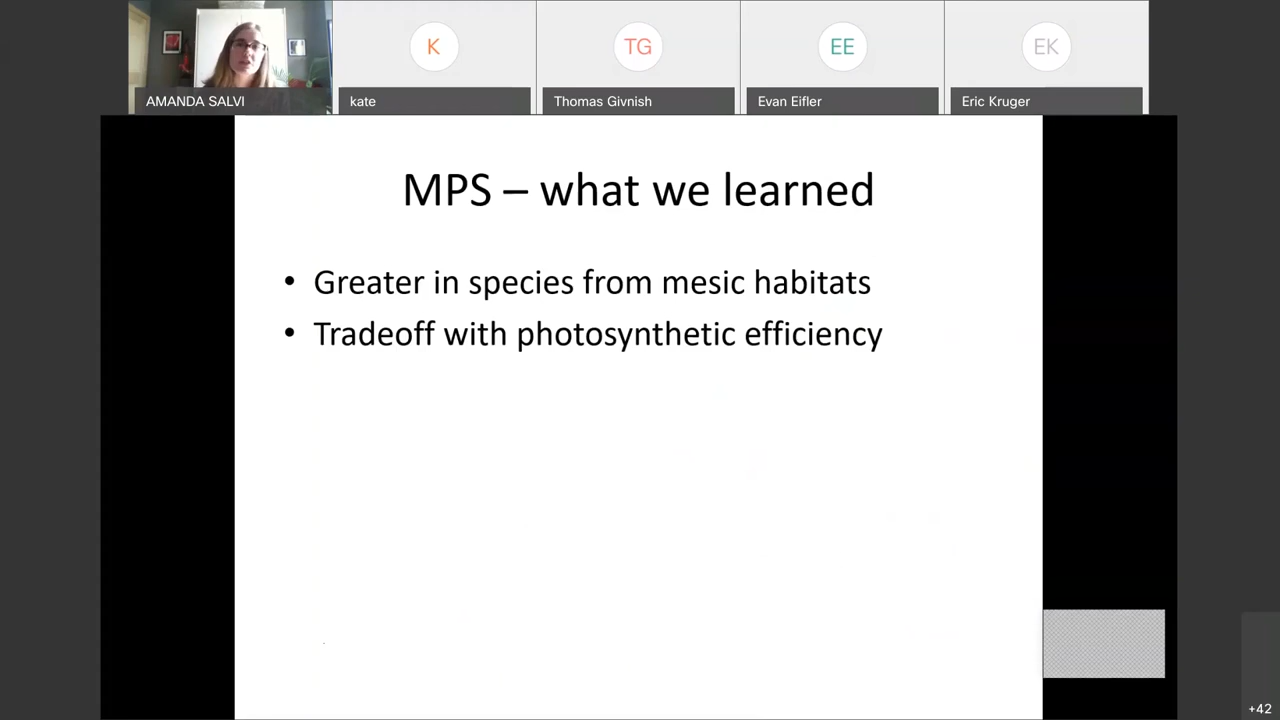 K
TG
EE
EK
AMANDA SALVI
kate
Thomas Givnish
Evan Eifler
Eric Kruger
MPS – what we learned
• Greater in species from mesic habitats
• Tradeoff with photosynthetic efficiency
+42